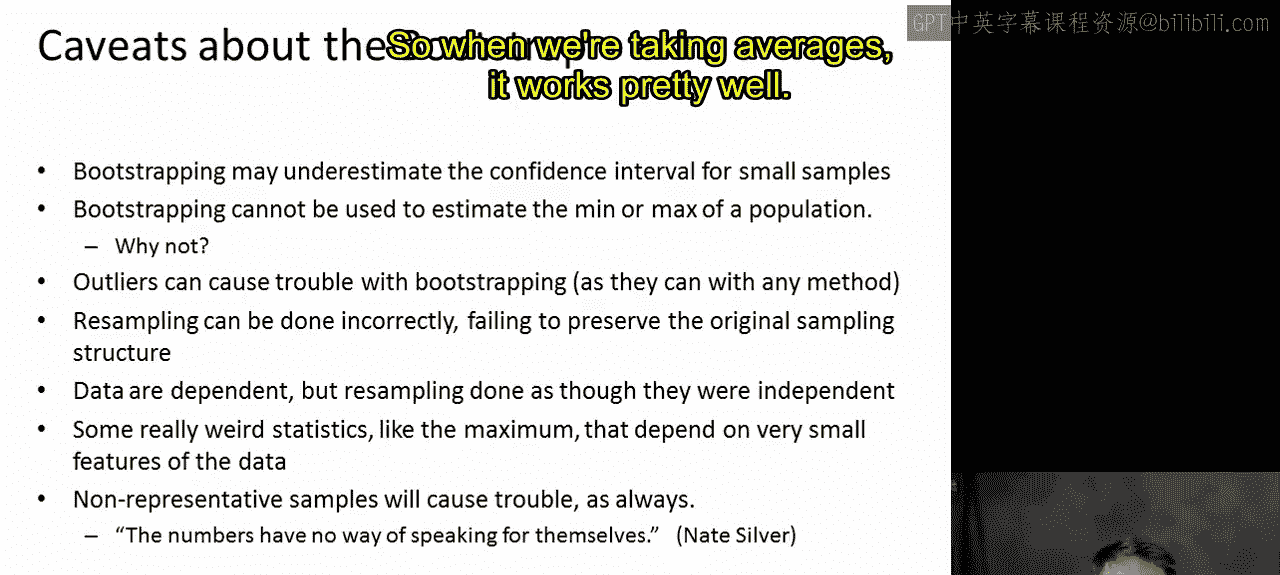 Caveats about the
So when we're taking averages,
it works pretty well.
GPT中英字幕课程资源@bilibili.com
• Bootstrapping may underestimate the confidence interval for small samples
• Bootstrapping cannot be used to estimate the min or max of a population.
– Why not?
• Outliers can cause trouble with bootstrapping (as they can with any method)
• Resampling can be done incorrectly, failing to preserve the original sampling
structure
• Data are dependent, but resampling done as though they were independent
• Some really weird statistics, like the maximum, that depend on very small
features of the data
• Non-representative samples will cause trouble, as always.
– “The numbers have no way of speaking for themselves.” (Nate Silver)